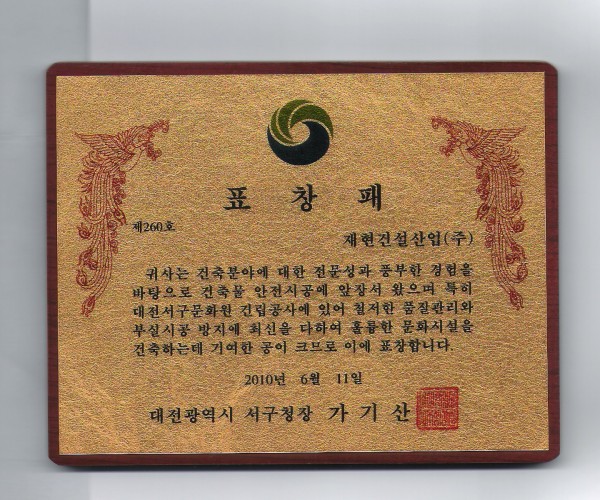 표 창 패
제260호
재현건설산업(주)
귀사는 건축분야에 대한 전문성과 풍부한 경험을
바탕으로 건축물 안전시공에 앞장서 왔으며 특히
대전서구문화원 건립공사에 있어 철저한 품질관리와
부실시공 방지에 최신을 다하여 훌륭한 문화시설을
건축하는데 기여한 공이 크므로 이에 표창합니다.
2010년 6월 11일
대전광역시 서구청장 가기산